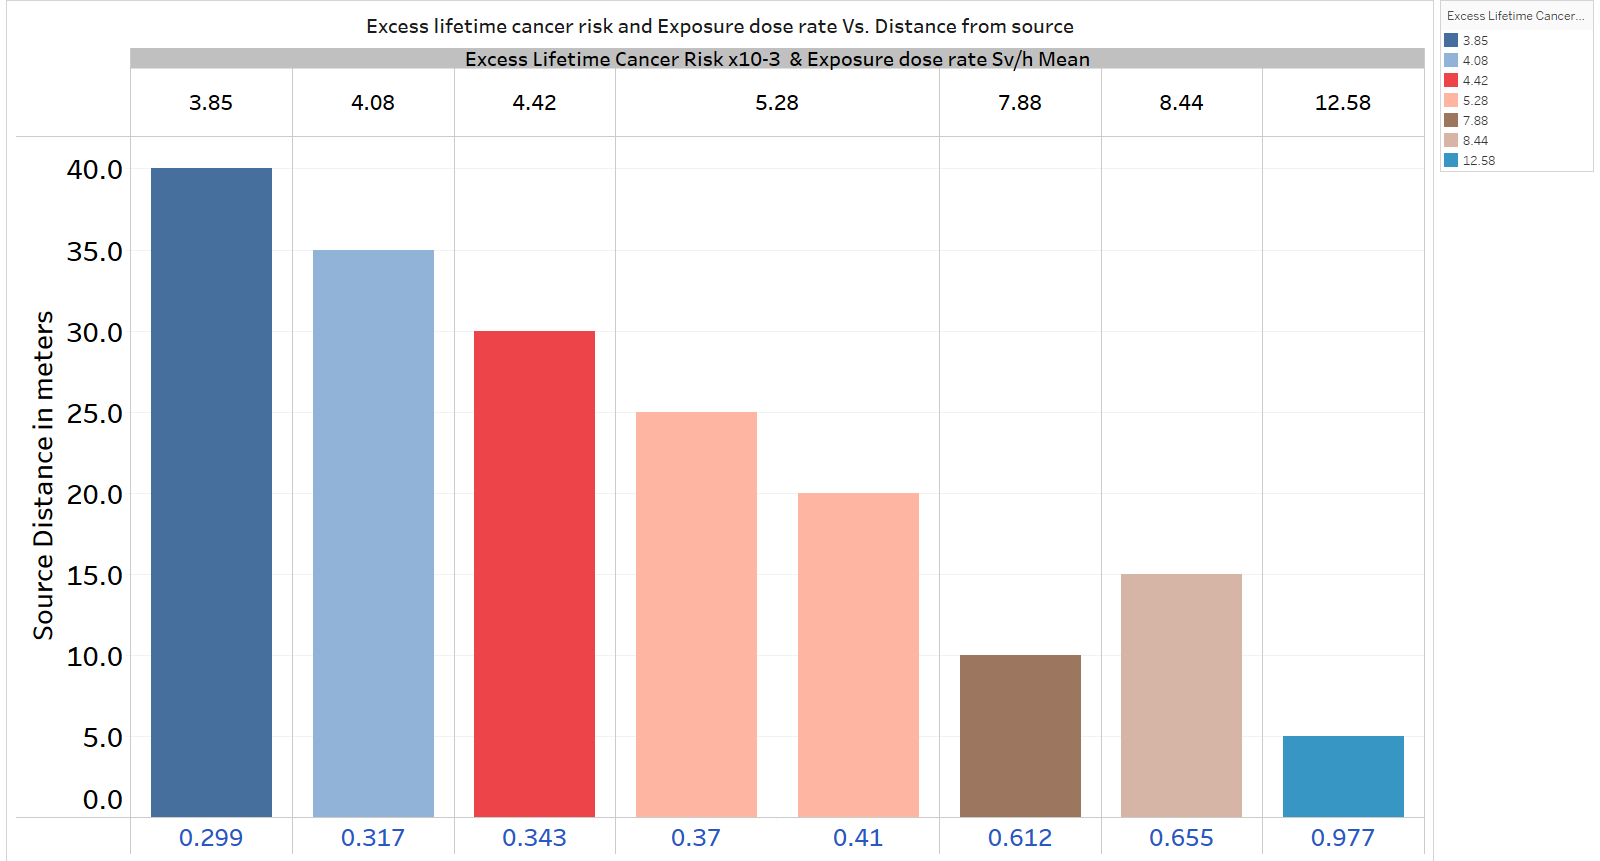 Excess lifetime cancer risk and Exposure dose rate Vs. Distance from source
Excess Lifetime Cancer Risk x10-3 & Exposure dose rate Sv/h Mean
3.85 4.08 4.42 5.28 7.88 8.44 12.58
Source Distance in meters
40.0
35.0
30.0
25.0
20.0
15.0
10.0
5.0
0.0
0.299 0.317 0.343 0.37 0.41 0.612 0.655 0.977
Excess Lifetime Cancer...
3.85
4.08
4.42
5.28
7.88
8.44
12.58